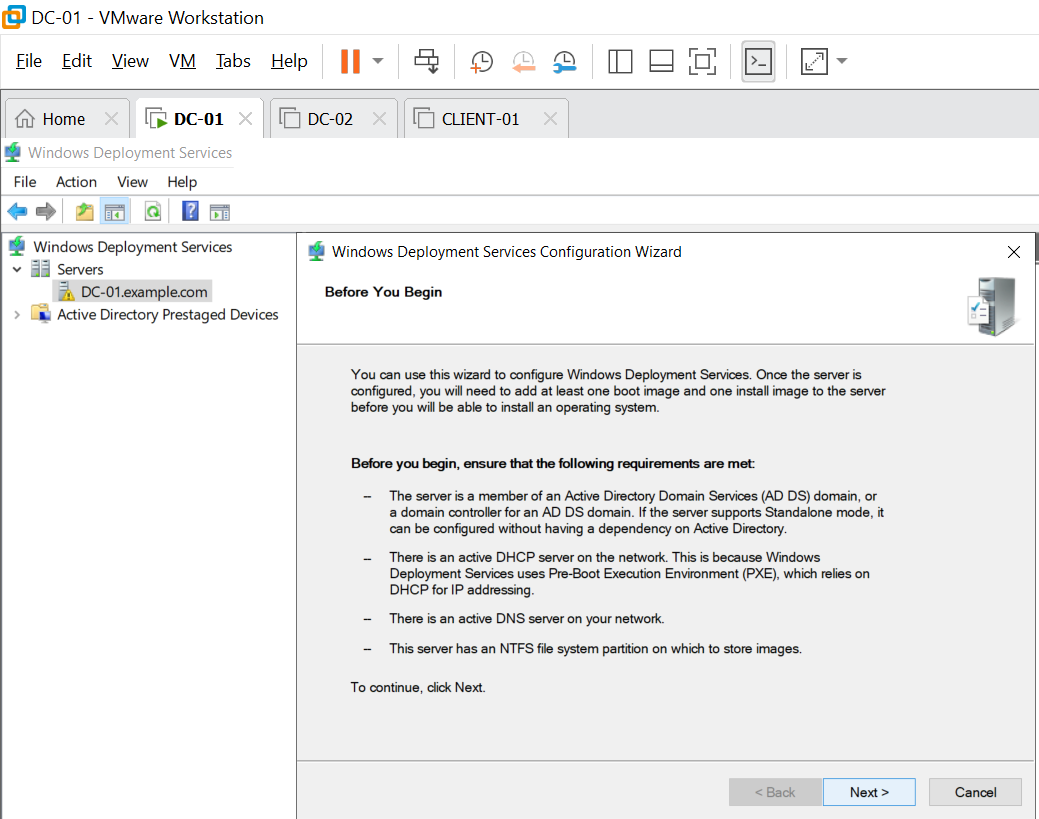 DC-01 - VMware Workstation
File Edit View VM Tabs Help
Home DC-01 DC-02 CLIENT-01
Windows Deployment Services
File Action View Help
Windows Deployment Services
Servers
DC-01.example.com
Active Directory Prestaged Devices
Windows Deployment Services Configuration Wizard
Before You Begin
You can use this wizard to configure Windows Deployment Services. Once the server is
configured, you will need to add at least one boot image and one install image to the server
before you will be able to install an operating system.
Before you begin, ensure that the following requirements are met:
– The server is a member of an Active Directory Domain Services (AD DS) domain, or
a domain controller for an AD DS domain. If the server supports Standalone mode, it
can be configured without having a dependency on Active Directory.
– There is an active DHCP server on the network. This is because Windows
Deployment Services uses Pre-Boot Execution Environment (PXE), which relies on
DHCP for IP addressing.
– There is an active DNS server on your network.
– This server has an NTFS file system partition on which to store images.
To continue, click Next.
< Back Next > Cancel